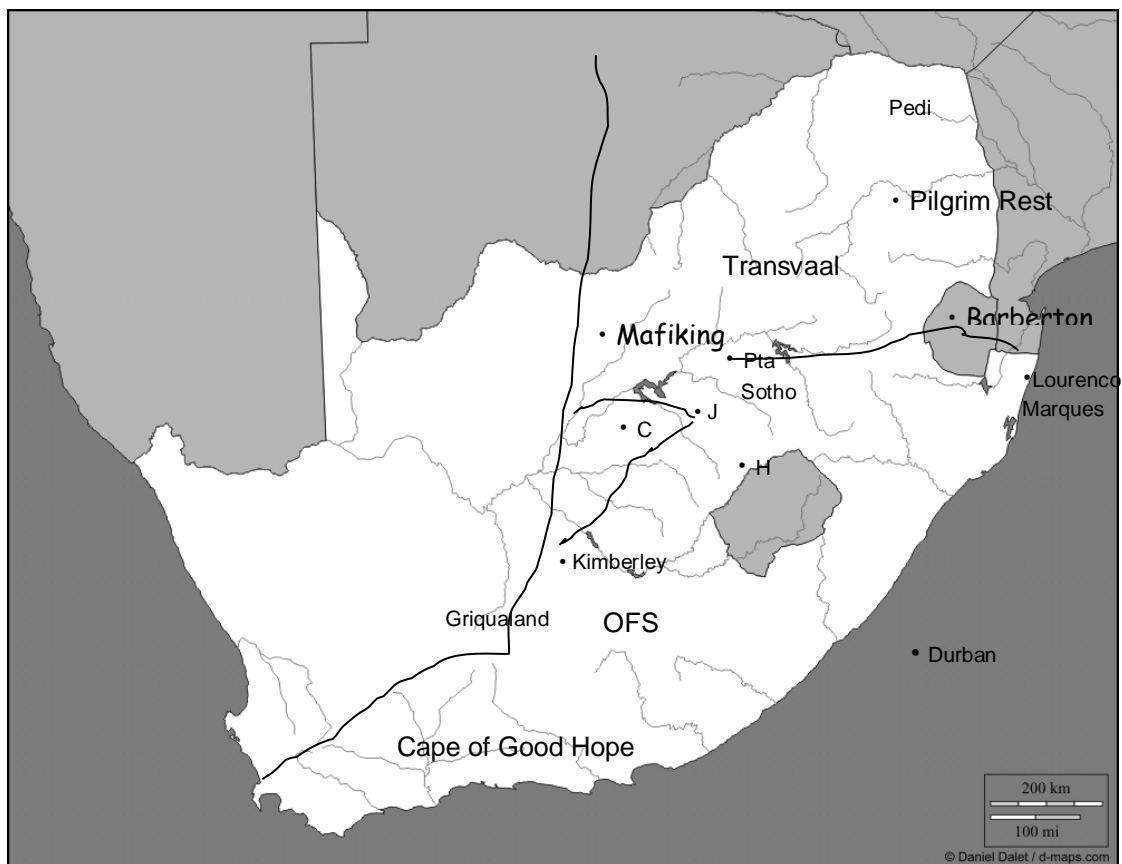 Pedi
Pilgrim Rest
Transvaal
Barberton
Mafiking
Pta
Lourenco
Sotho
Marques
J
C
H
Kimberley
Griqualand
OFS
Durban
Cape of Good Hope
200 km
100 mi
© Daniel Dalet / d-maps.com